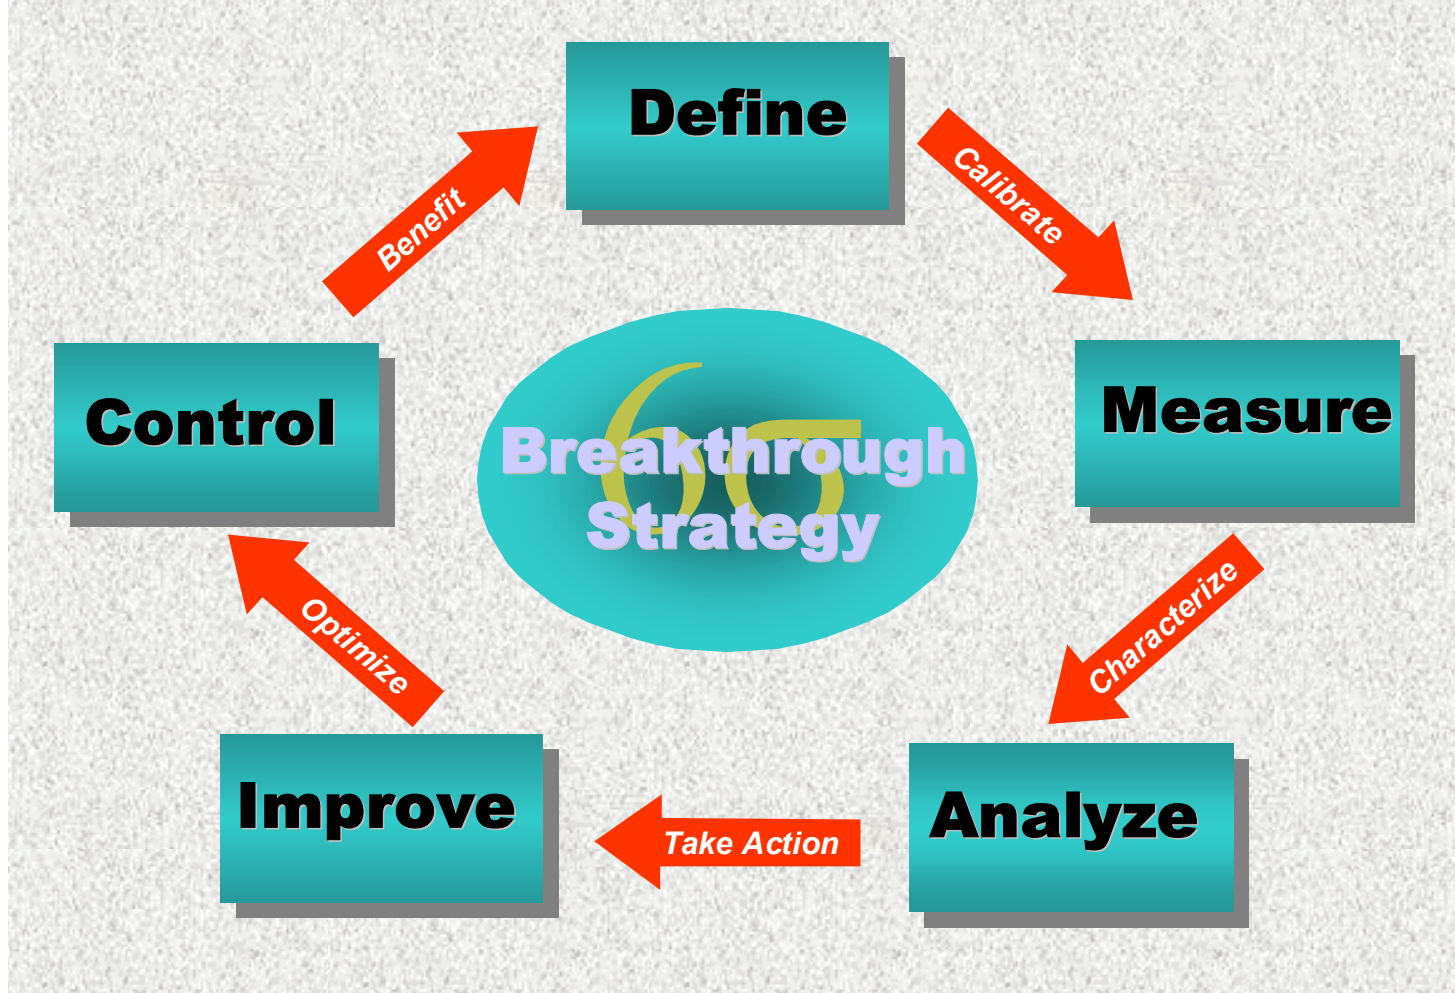 Define
Calibrate
Measure
Characterize
Analyze
Take Action
Improve
Optimize
Control
Benefit
6σ
Breakthrough
Strategy